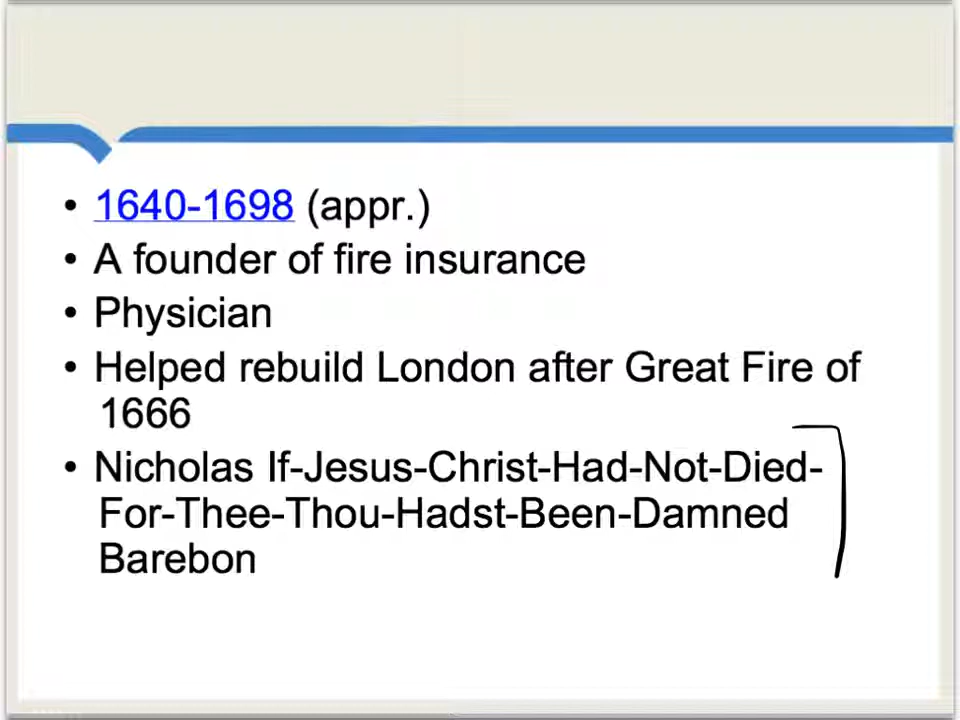 • 1640-1698 (appr.)
• A founder of fire insurance
• Physician
• Helped rebuild London after Great Fire of
1666
• Nicholas If-Jesus-Christ-Had-Not-Died-
For-Thee-Thou-Hadst-Been-Damned
Barebon